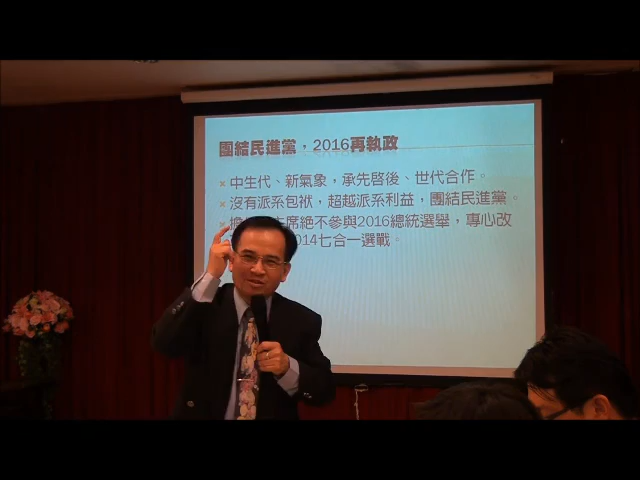 團結民進黨，2016再執政
中生代、新氣象，承先啓後、世代合作。
沒有派系包袱，超越派系利益，團結民進黨。
擔 主席絕不參與2016總統選舉，專心改
014七合一選戰。